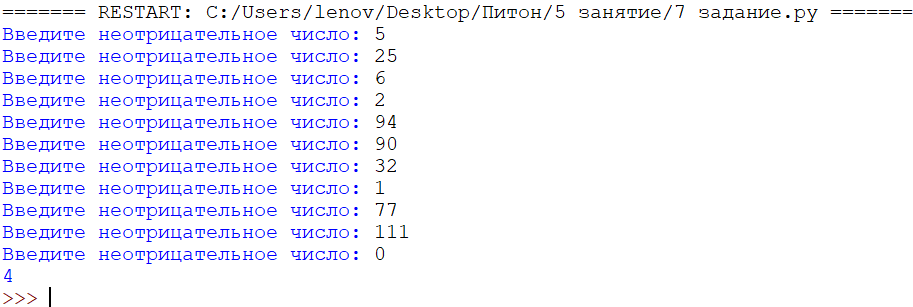 ======= RESTART: C:/Users/lenov/Desktop/Питон/5 занятие/7 задание.py =======
Введите неотрицательное число: 5
Введите неотрицательное число: 25
Введите неотрицательное число: 6
Введите неотрицательное число: 2
Введите неотрицательное число: 94
Введите неотрицательное число: 90
Введите неотрицательное число: 32
Введите неотрицательное число: 1
Введите неотрицательное число: 77
Введите неотрицательное число: 111
Введите неотрицательное число: 0
4
>>>